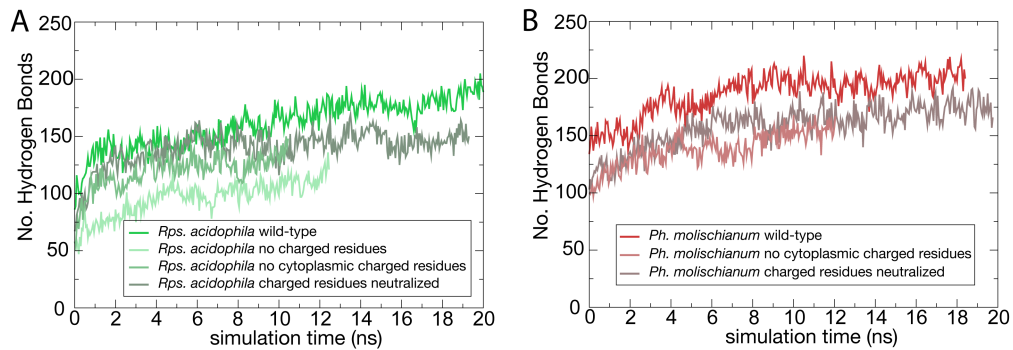 A
No. Hydrogen Bonds
250
200
150
100
50
0
Rps. acidophila wild-type
Rps. acidophila no charged residues
Rps. acidophila no cytoplasmic charged residues
Rps. acidophila charged residues neutralized
0 2 4 6 8 10 12 14 16 18 20
simulation time (ns)
B
No. Hydrogen Bonds
250
200
150
100
50
0
Ph. molischianum wild-type
Ph. molischianum no cytoplasmic charged residues
Ph. molischianum charged residues neutralized
0 2 4 6 8 10 12 14 16 18 20
simulation time (ns)